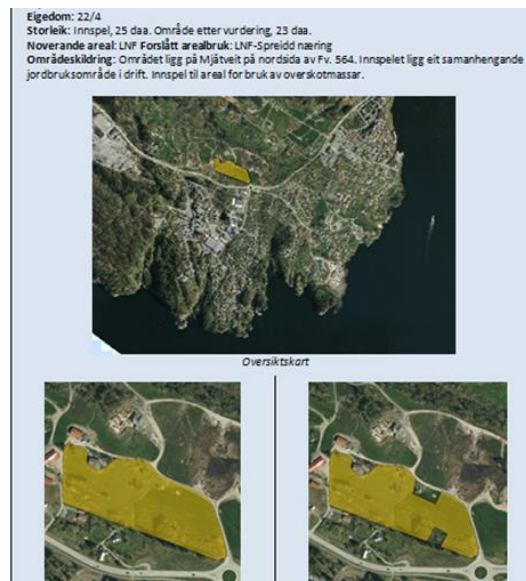 Eigedom: 22/4
Storleik: Innspel, 25 daa. Område etter vurdering, 23 daa.
Noverande areal: LNF Forslått arealbruk: LNF-Spreidd næring
Områdeskildring: Området ligg på Mjåtveit på nordsida av Fv. 564. Innspelet ligg eit samanhengande
jordbruksområde i drift. Innspel til areal for bruk av overskotmassar.
Oversiktskart